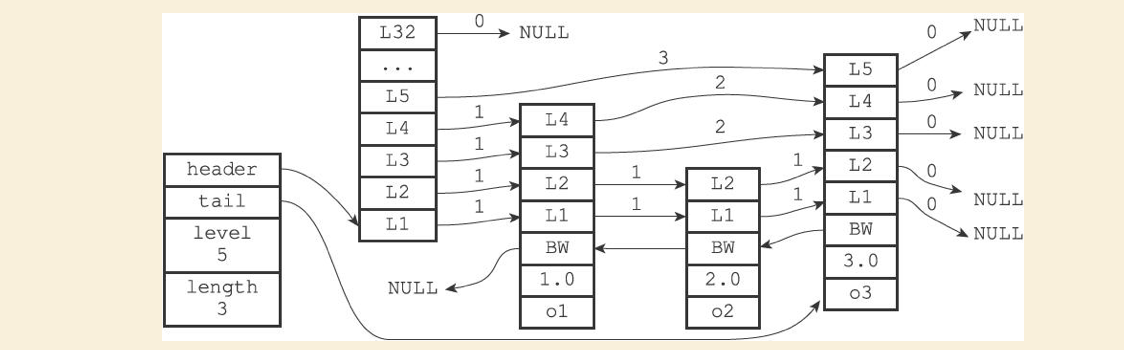 header
tail
level
5
length
3
L32
...
L5
L4
L3
L2
L1
0
NULL
3
1
1
1
1
L4
L3
L2
L1
BW
1.0
o1
NULL
2
2
1
1
L2
L1
BW
2.0
o2
1
1
L5
L4
L3
L2
L1
BW
3.0
o3
0
NULL
0
NULL
0
NULL
0
NULL
0
NULL